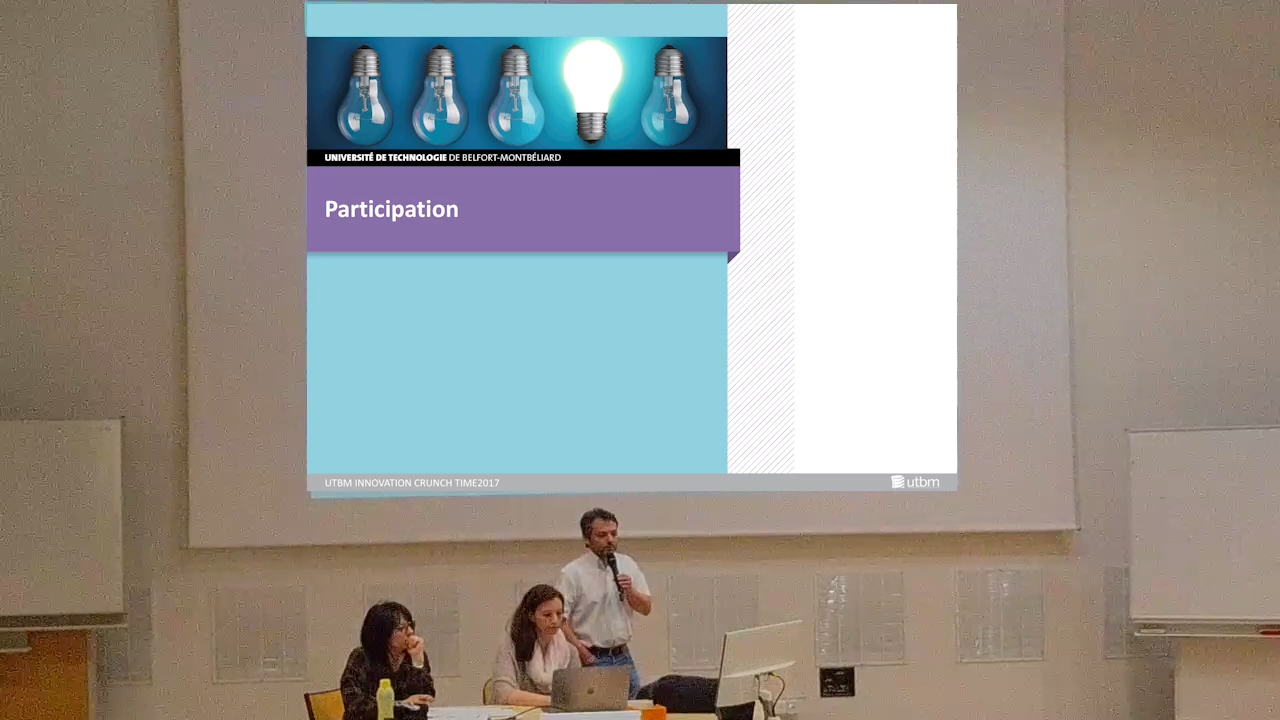 UNIVERSITÉ DE TECHNOLOGIE DE BELFORT-MONTBÉLIARD
Participation
UTBM INNOVATION CRUNCH TIME2017
utbm